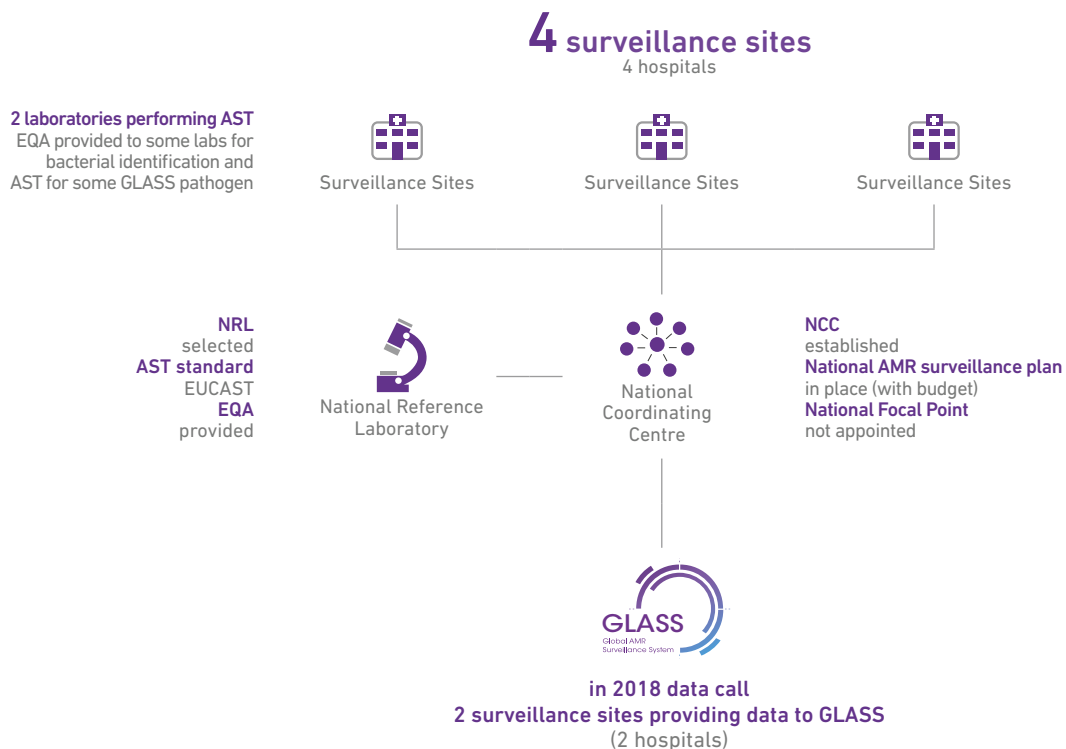 4 surveillance sites
4 hospitals
2 laboratories performing AST
EQA provided to some labs for
bacterial identification and
AST for some GLASS pathogen
Surveillance Sites
Surveillance Sites
Surveillance Sites
NRL
selected
AST standard
EUCAST
EQA
provided
National Reference
Laboratory
National
Coordinating
Centre
NCC
established
National AMR surveillance plan
in place (with budget)
National Focal Point
not appointed
GLASS
Global AMR
Surveillance System
in 2018 data call
2 surveillance sites providing data to GLASS
(2 hospitals)